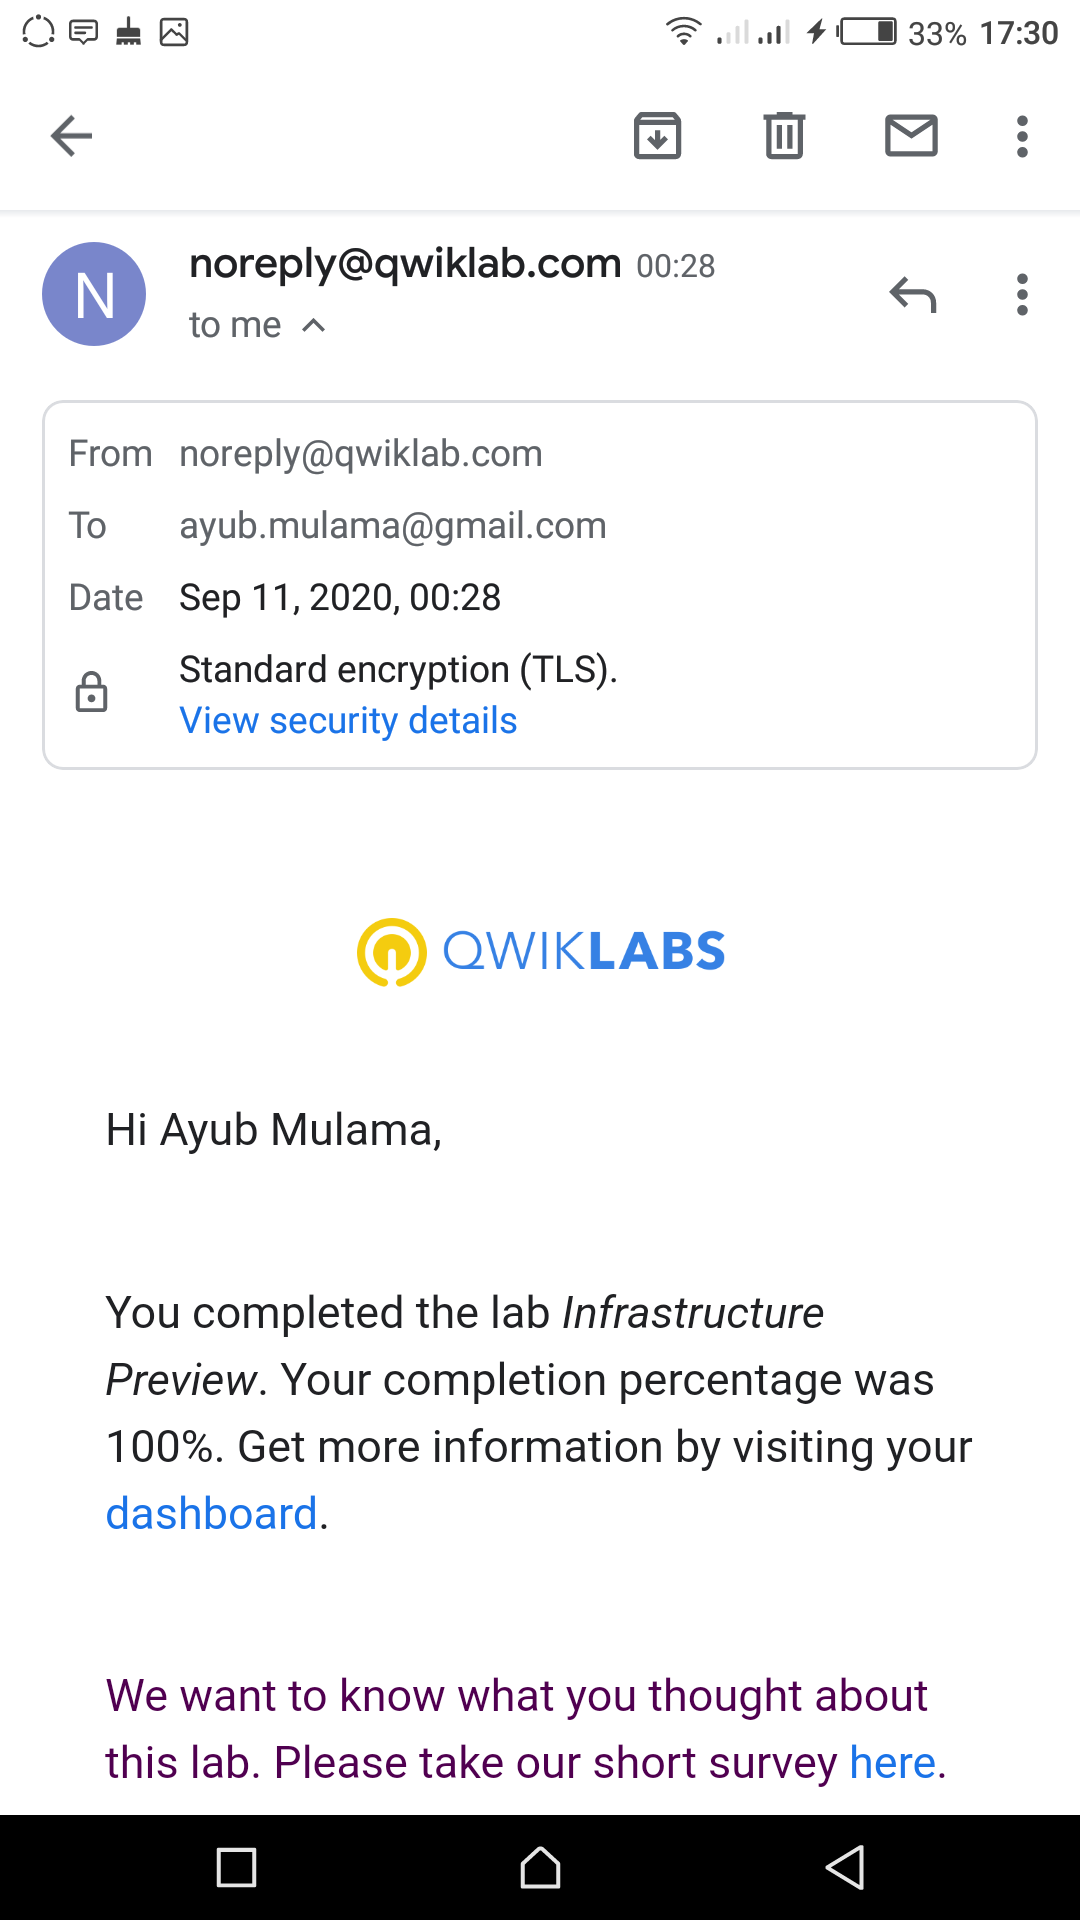 33% 17:30
noreply@qwiklab.com 00:28
to me
N
From noreply@qwiklab.com
To ayub.mulama@gmail.com
Date Sep 11, 2020, 00:28
Standard encryption (TLS).
View security details
QWIKLABS
Hi Ayub Mulama,
You completed the lab Infrastructure
Preview. Your completion percentage was
100%. Get more information by visiting your
dashboard.
We want to know what you thought about
this lab. Please take our short survey here.